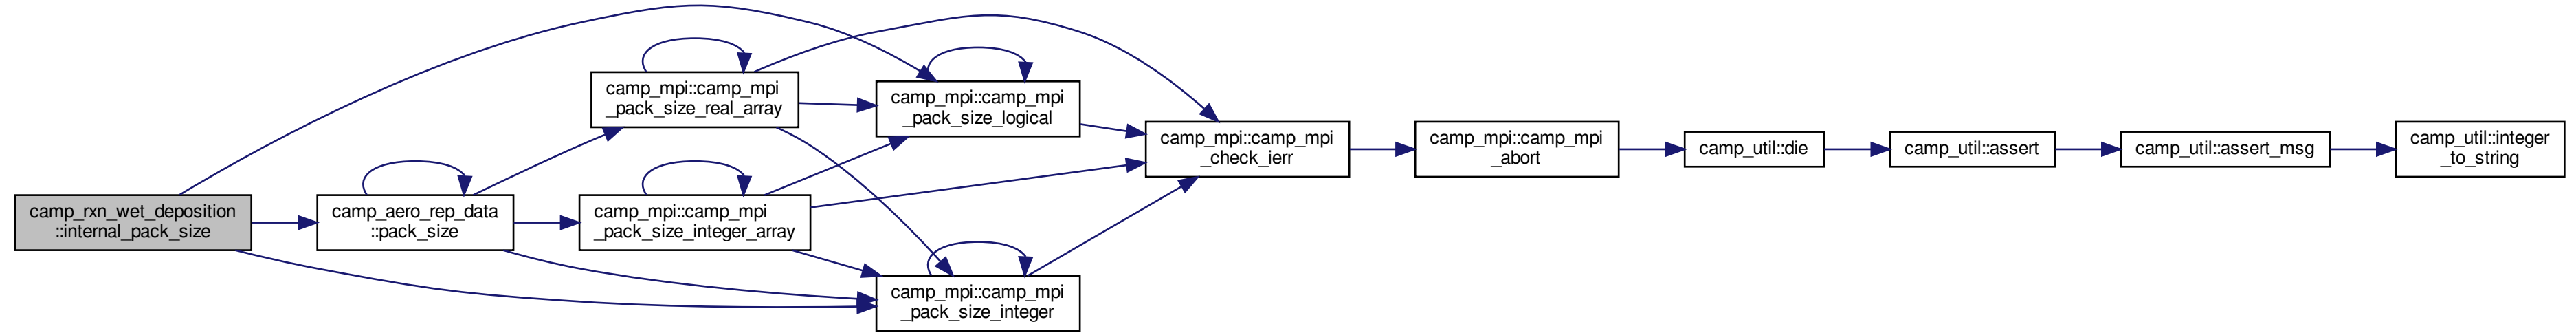 camp_rxn_wet_deposition
::internal_pack_size
camp_aero_rep_data
::pack_size
camp_mpi::camp_mpi
_pack_size_real_array
camp_mpi::camp_mpi
_pack_size_integer_array
camp_mpi::camp_mpi
_pack_size_logical
camp_mpi::camp_mpi
_pack_size_integer
camp_mpi::camp_mpi
_check_ierr
camp_mpi::camp_mpi
_abort
camp_util::die
camp_util::assert
camp_util::assert_msg
camp_util::integer
_to_string